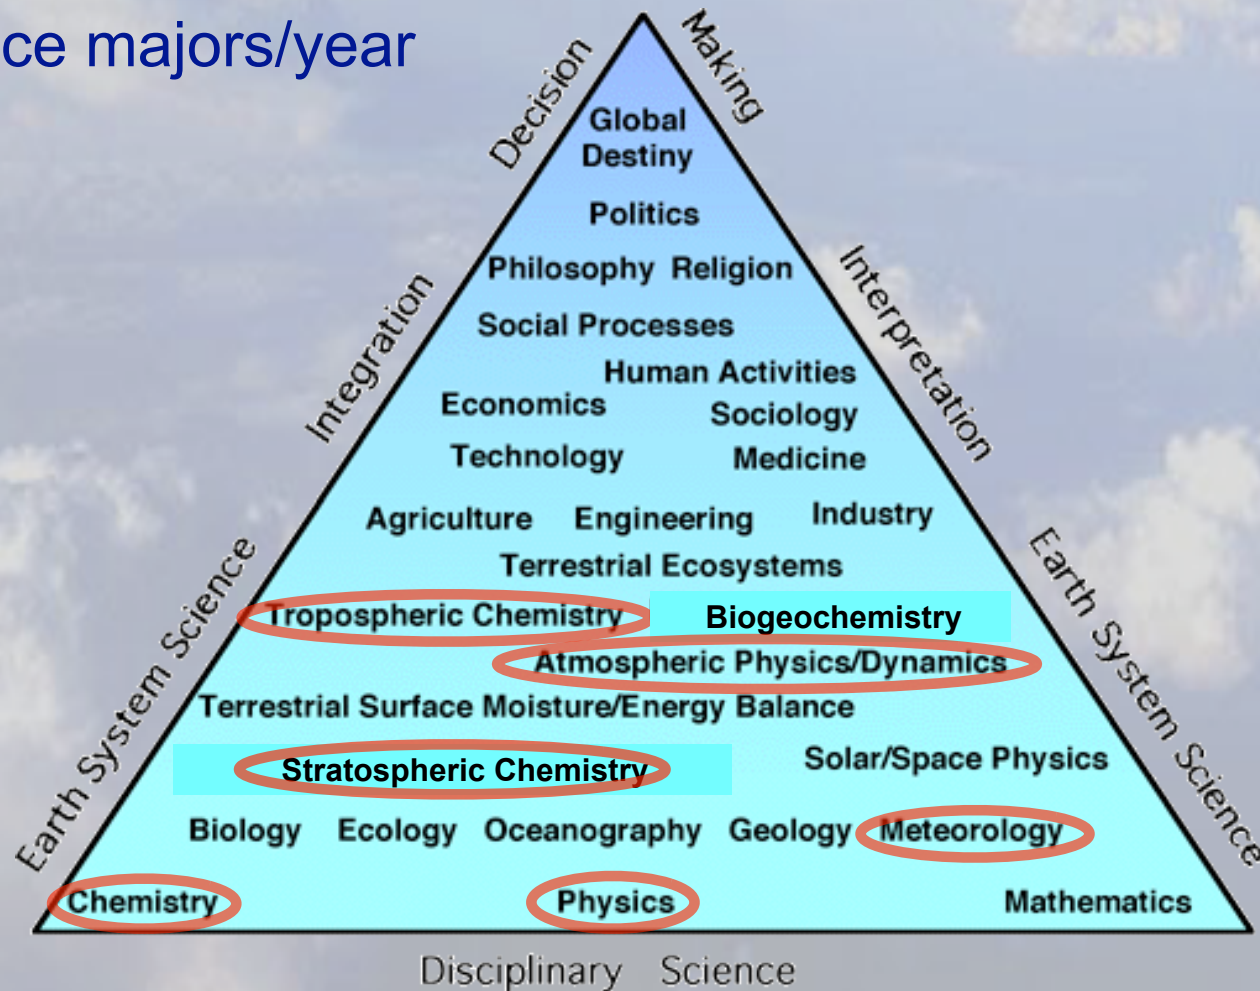 ce majors/year
Decision Making
Global
Destiny
Politics
Philosophy Religion
Integration Interpretation
Social Processes
Human Activities
Economics Sociology
Technology Medicine
Agriculture Engineering Industry
Terrestrial Ecosystems
Earth System Science Earth System Science
Tropospheric Chemistry Biogeochemistry
Atmospheric Physics/Dynamics
Terrestrial Surface Moisture/Energy Balance
Stratospheric Chemistry Solar/Space Physics
Biology Ecology Oceanography Geology Meteorology
Chemistry Physics Mathematics
Disciplinary Science